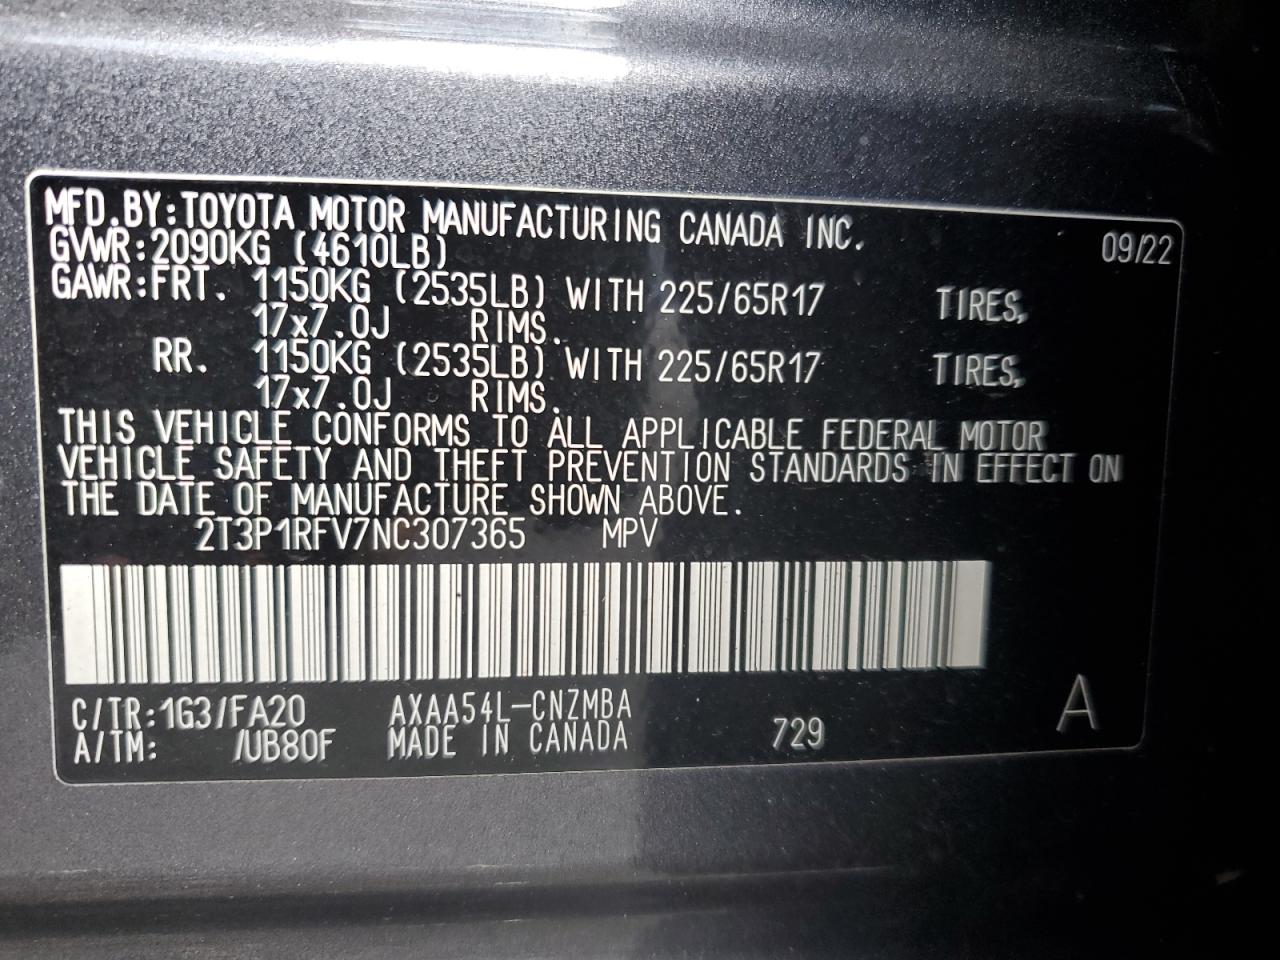 MFD.BY:TOYOTA MOTOR MANUFACTURING CANADA INC.
GVWR:2090KG (4610LB) 09/22
GAWR:FRT. 1150KG (2535LB) WITH 225/65R17 TIRES,
17x7.0J RIMS.
RR. 1150KG (2535LB) WITH 225/65R17 TIRES,
17x7.0J RIMS.
THIS VEHICLE CONFORMS TO ALL APPLICABLE FEDERAL MOTOR
VEHICLE SAFETY AND THEFT PREVENTION STANDARDS IN EFFECT ON
THE DATE OF MANUFACTURE SHOWN ABOVE.
2T3P1RFV7NC307365 MPV
C/TR:1G3/FA20 AXAA54L-CNZMBA
A/TM: /UB80F MADE IN CANADA 729 A